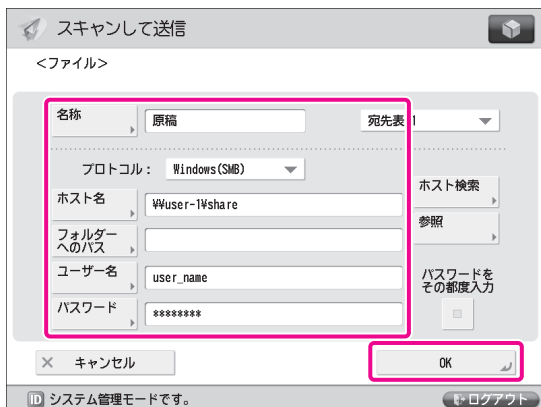 スキャンして送信
<ファイル>
名称
原稿
宛先表 1
プロトコル： Windows(SMB)
ホスト名
¥¥user-1¥share
ホスト検索
フォルダー
へのパス
参照
ユーザー名
user_name
パスワードを
その都度入力
パスワード
********
× キャンセル
OK
ID システム管理モードです。
ログアウト